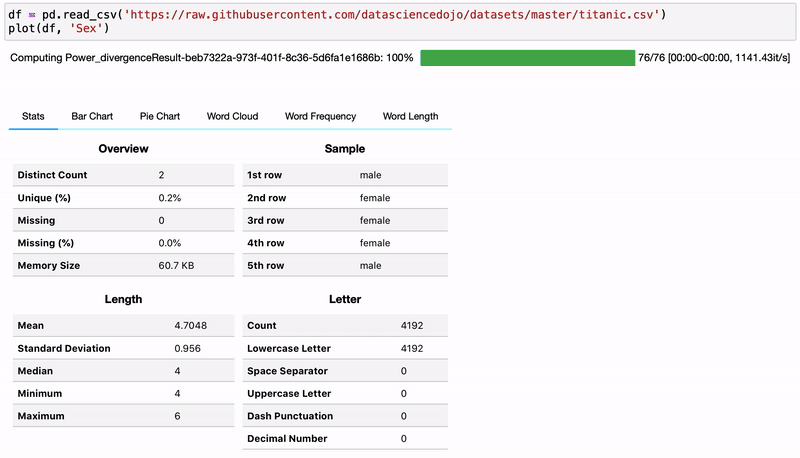 df = pd.read_csv('https://raw.githubusercontent.com/datasciencedojo/datasets/master/titanic.csv')
plot(df, 'Sex')
Computing Power_divergenceResult-beb7322a-973f-401f-8c36-5d6fa1e1686b: 100% 76/76 [00:00<00:00, 1141.43it/s]
Stats Bar Chart Pie Chart Word Cloud Word Frequency Word Length
Overview
Distinct Count 2
Unique (%) 0.2%
Missing 0
Missing (%) 0.0%
Memory Size 60.7 KB
Sample
1st row male
2nd row female
3rd row female
4th row female
5th row male
Length
Mean 4.7048
Standard Deviation 0.956
Median 4
Minimum 4
Maximum 6
Letter
Count 4192
Lowercase Letter 4192
Space Separator 0
Uppercase Letter 0
Dash Punctuation 0
Decimal Number 0